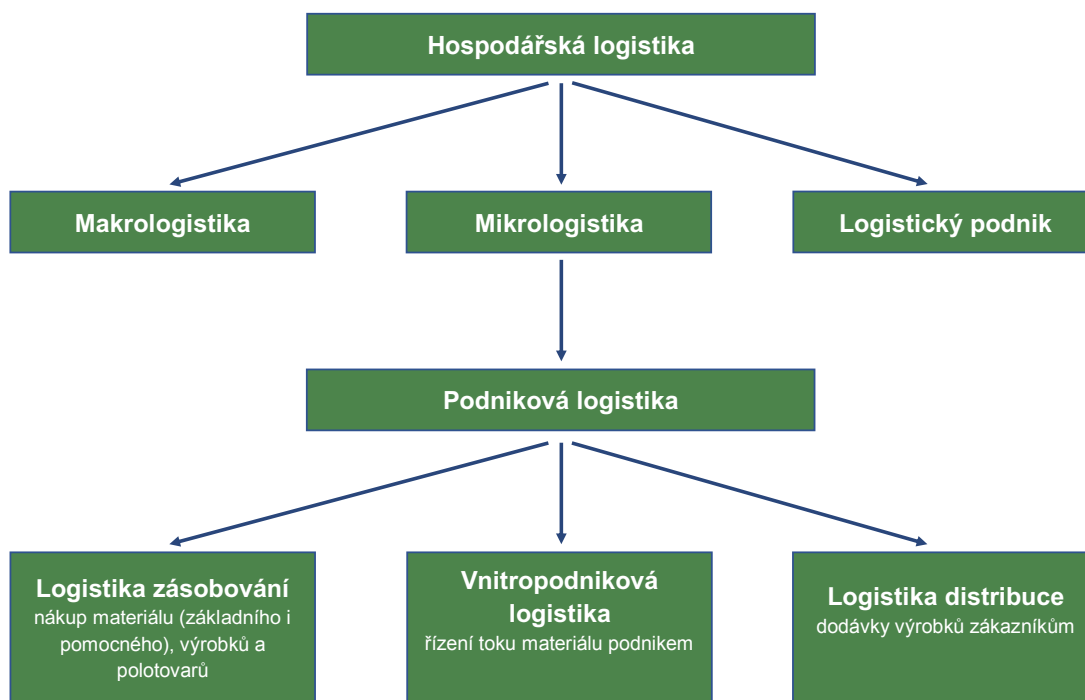 Hospodářská logistika
Makrologistika
Mikrologistika
Logistický podnik
Podniková logistika
Logistika zásobování
nákup materiálu (základního i
pomocného), výrobků a
polotovarů
Vnitropodniková
logistika
řízení toku materiálu podnikem
Logistika distribuce
dodávky výrobků zákazníkům